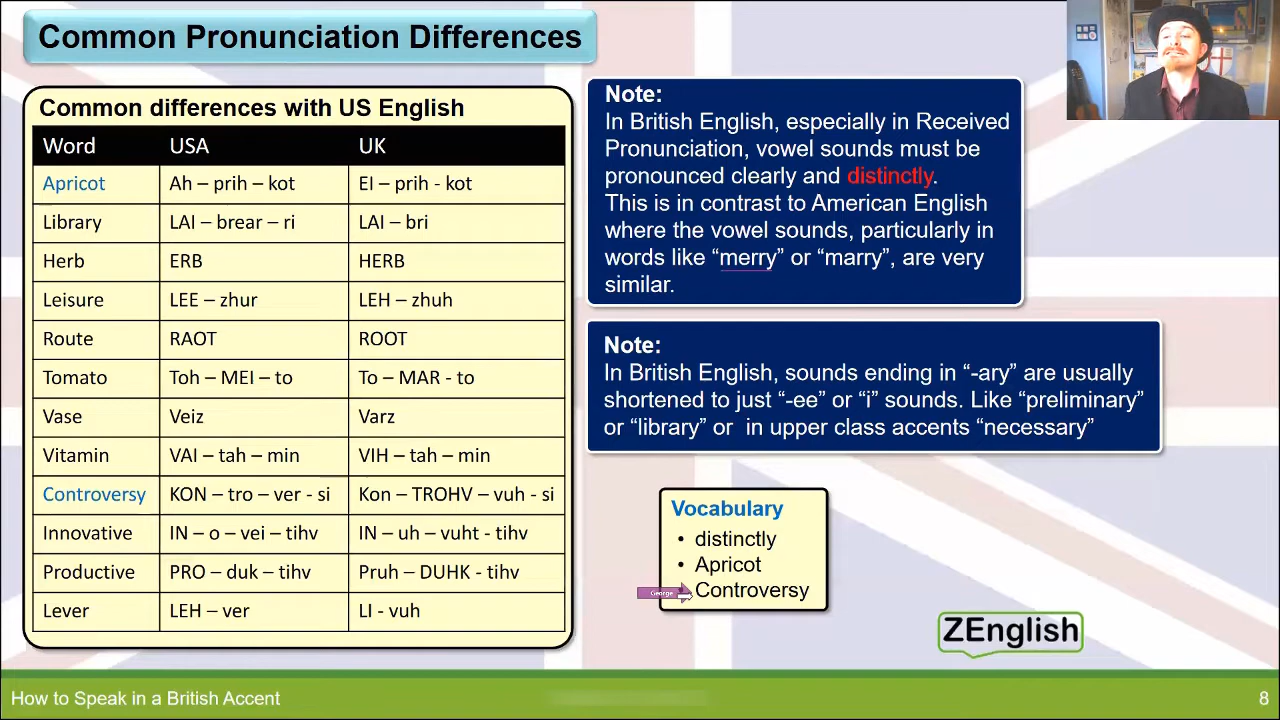 Common Pronunciation Differences
Common differences with US English
Word USA UK
Apricot Ah – prih – kot EI – prih - kot
Library LAI – brear – ri LAI – bri
Herb ERB HERB
Leisure LEE – zhur LEH – zhuh
Route RAOT ROOT
Tomato Toh – MEI – to To – MAR - to
Vase Veiz Varz
Vitamin VAI – tah – min VIH – tah – min
Controversy KON – tro – ver - si Kon – TROHV – vuh - si
Innovative IN – o – vei – tihv IN – uh – vuht - tihv
Productive PRO – duk – tihv Pruh – DUHK - tihv
Lever LEH – ver LI - vuh
Note:
In British English, especially in Received
Pronunciation, vowel sounds must be
pronounced clearly and distinctly.
This is in contrast to American English
where the vowel sounds, particularly in
words like “merry” or “marry”, are very
similar.
Note:
In British English, sounds ending in “-ary” are usually
shortened to just “-ee” or “i” sounds. Like “preliminary”
or “library” or in upper class accents “necessary”
Vocabulary
• distinctly
• Apricot
• Controversy
George
ZEnglish
How to Speak in a British Accent
8